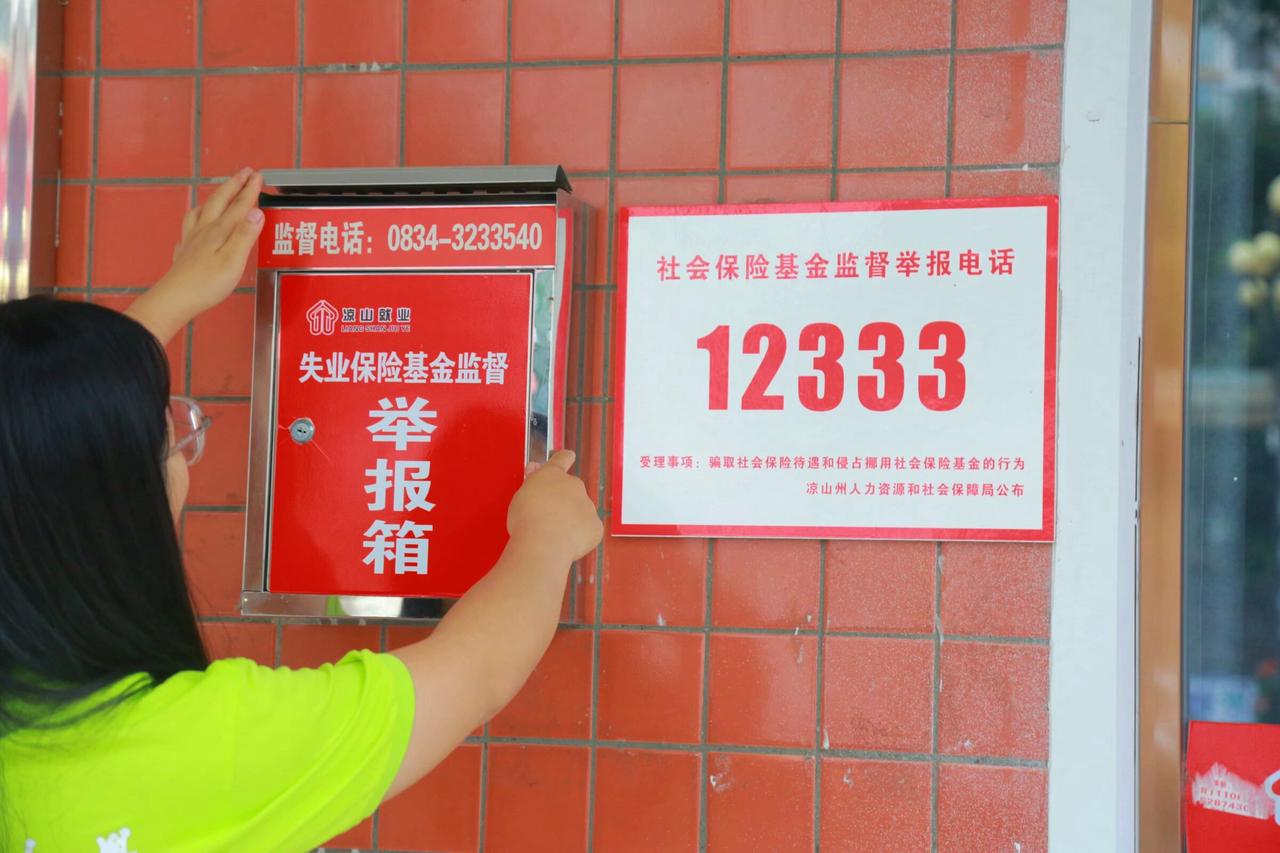 监督电话：0834-3233540
凉山就业
LIANG SHAN JIU YE
失业保险基金监督
举
报
箱
社会保险基金监督举报电话
12333
受理事项：骗取社会保险待遇和侵占挪用社会保险基金的行为
凉山州人力资源和社会保障局公布